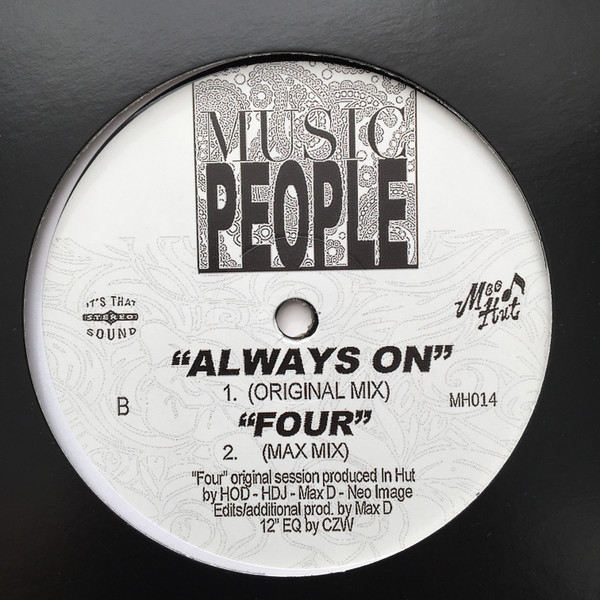 MUSIC
PEOPLE
IT'S THAT
STEREO
SOUND
Moo
Hut
"ALWAYS ON"
1. (ORIGINAL MIX)
B
MH014
"FOUR"
2. (MAX MIX)
"Four" original session produced In Hut
by HOD - HDJ - Max D - Neo Image
Edits/additional prod. by Max D
12" EQ by CZW